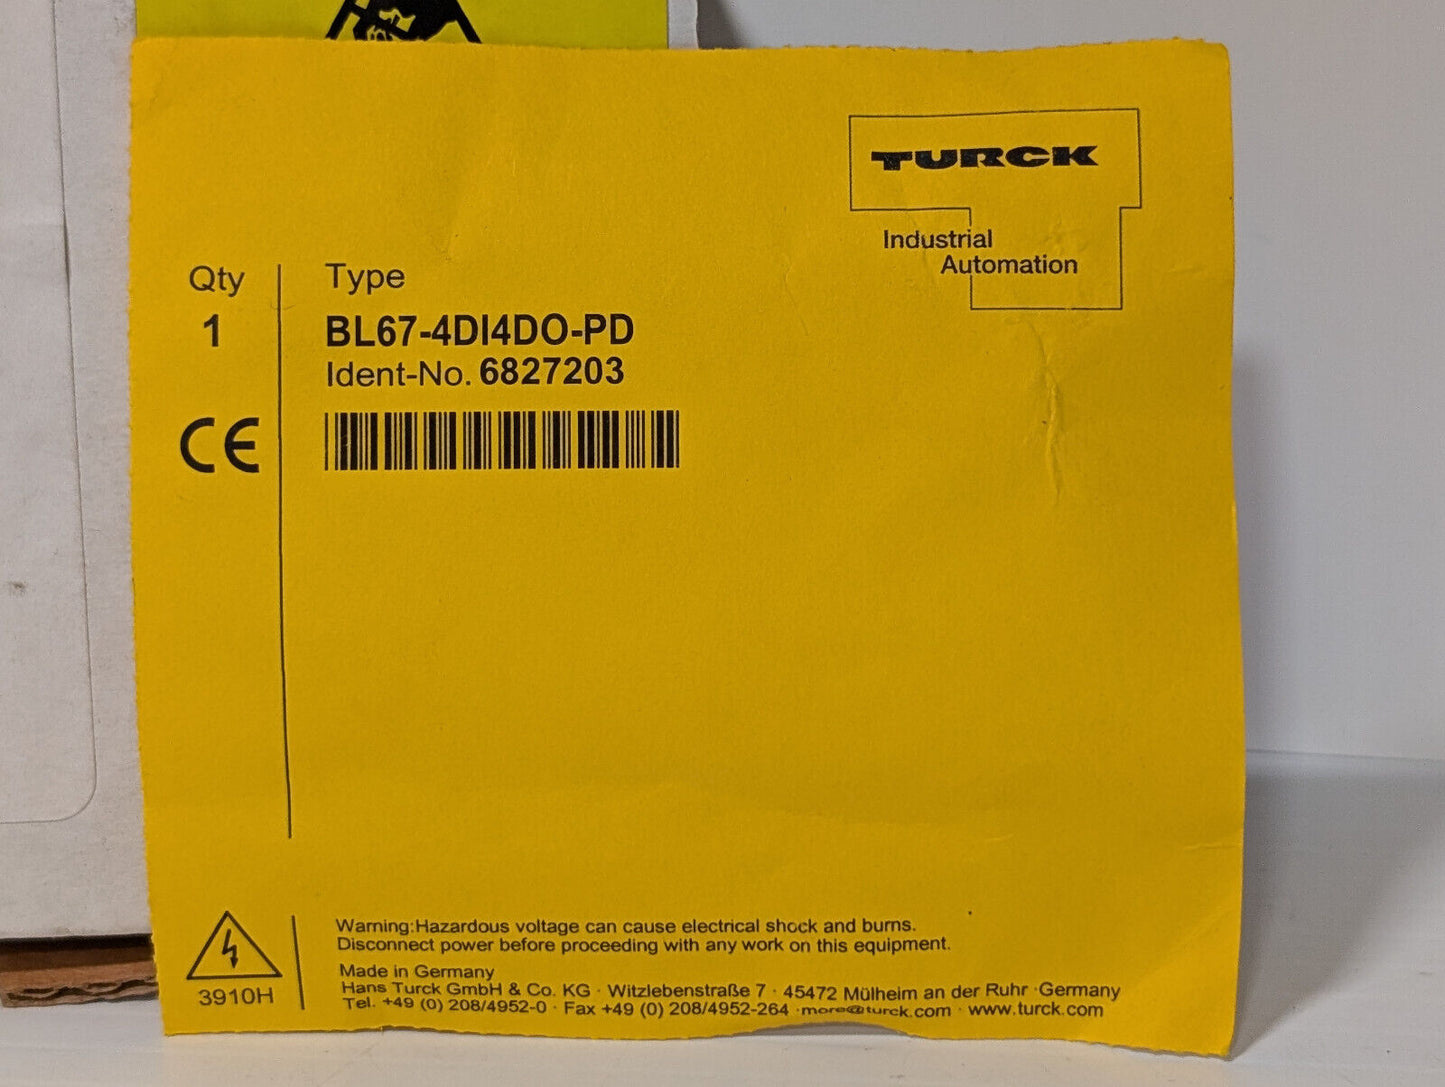 TURCK
Industrial
Automation
Qty
Type
1
BL67-4DI4DO-PD
Ident-No. 6827203
CE
Warning:Hazardous voltage can cause electrical shock and burns.
Disconnect power before proceeding with any work on this equipment.
Made in Germany
Hans Turck GmbH & Co. KG · Witzlebenstraße 7 · 45472 Mülheim an der Ruhr ·Germany
Tel. +49 (0) 208/4952-0 · Fax +49 (0) 208/4952-264 ·more@turck.com · www.turck.com
3910H